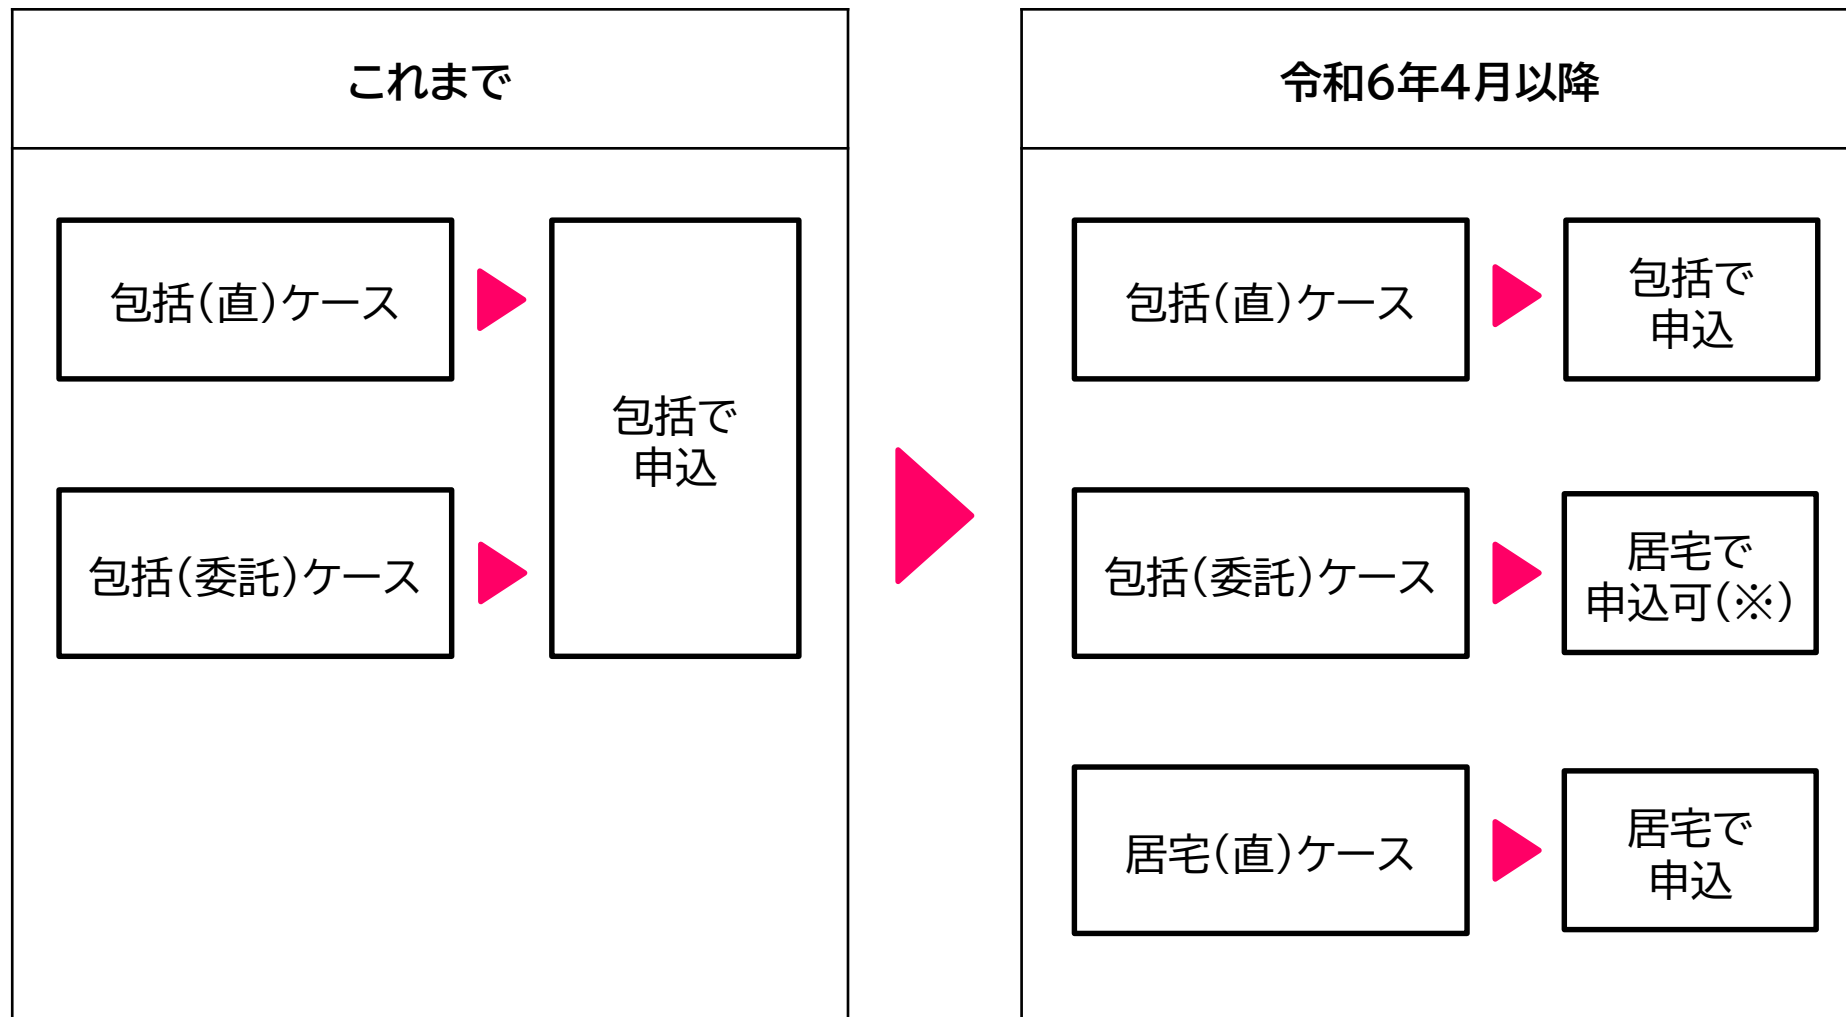 これまで
包括(直)ケース
包括(委託)ケース
包括で
申込
令和6年4月以降
包括(直)ケース
包括で
申込
包括(委託)ケース
居宅で
申込可(※)
居宅(直)ケース
居宅で
申込